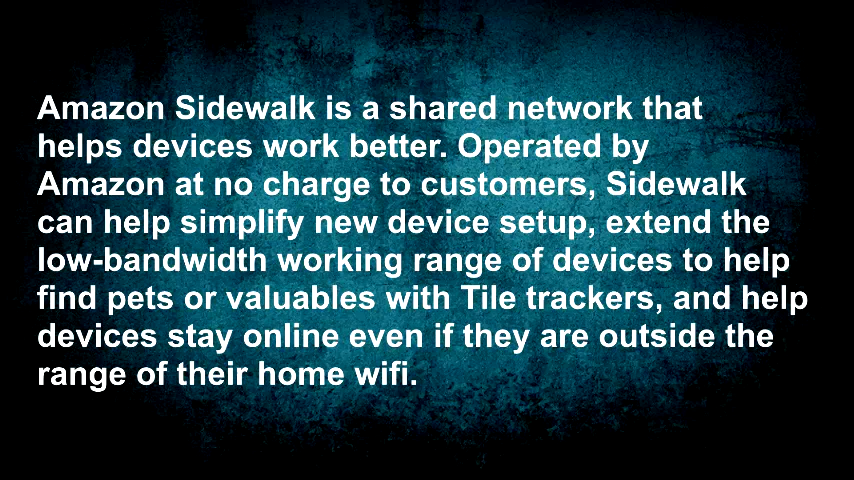 Amazon Sidewalk is a shared network that
helps devices work better. Operated by
Amazon at no charge to customers, Sidewalk
can help simplify new device setup, extend the
low-bandwidth working range of devices to help
find pets or valuables with Tile trackers, and help
devices stay online even if they are outside the
range of their home wifi.